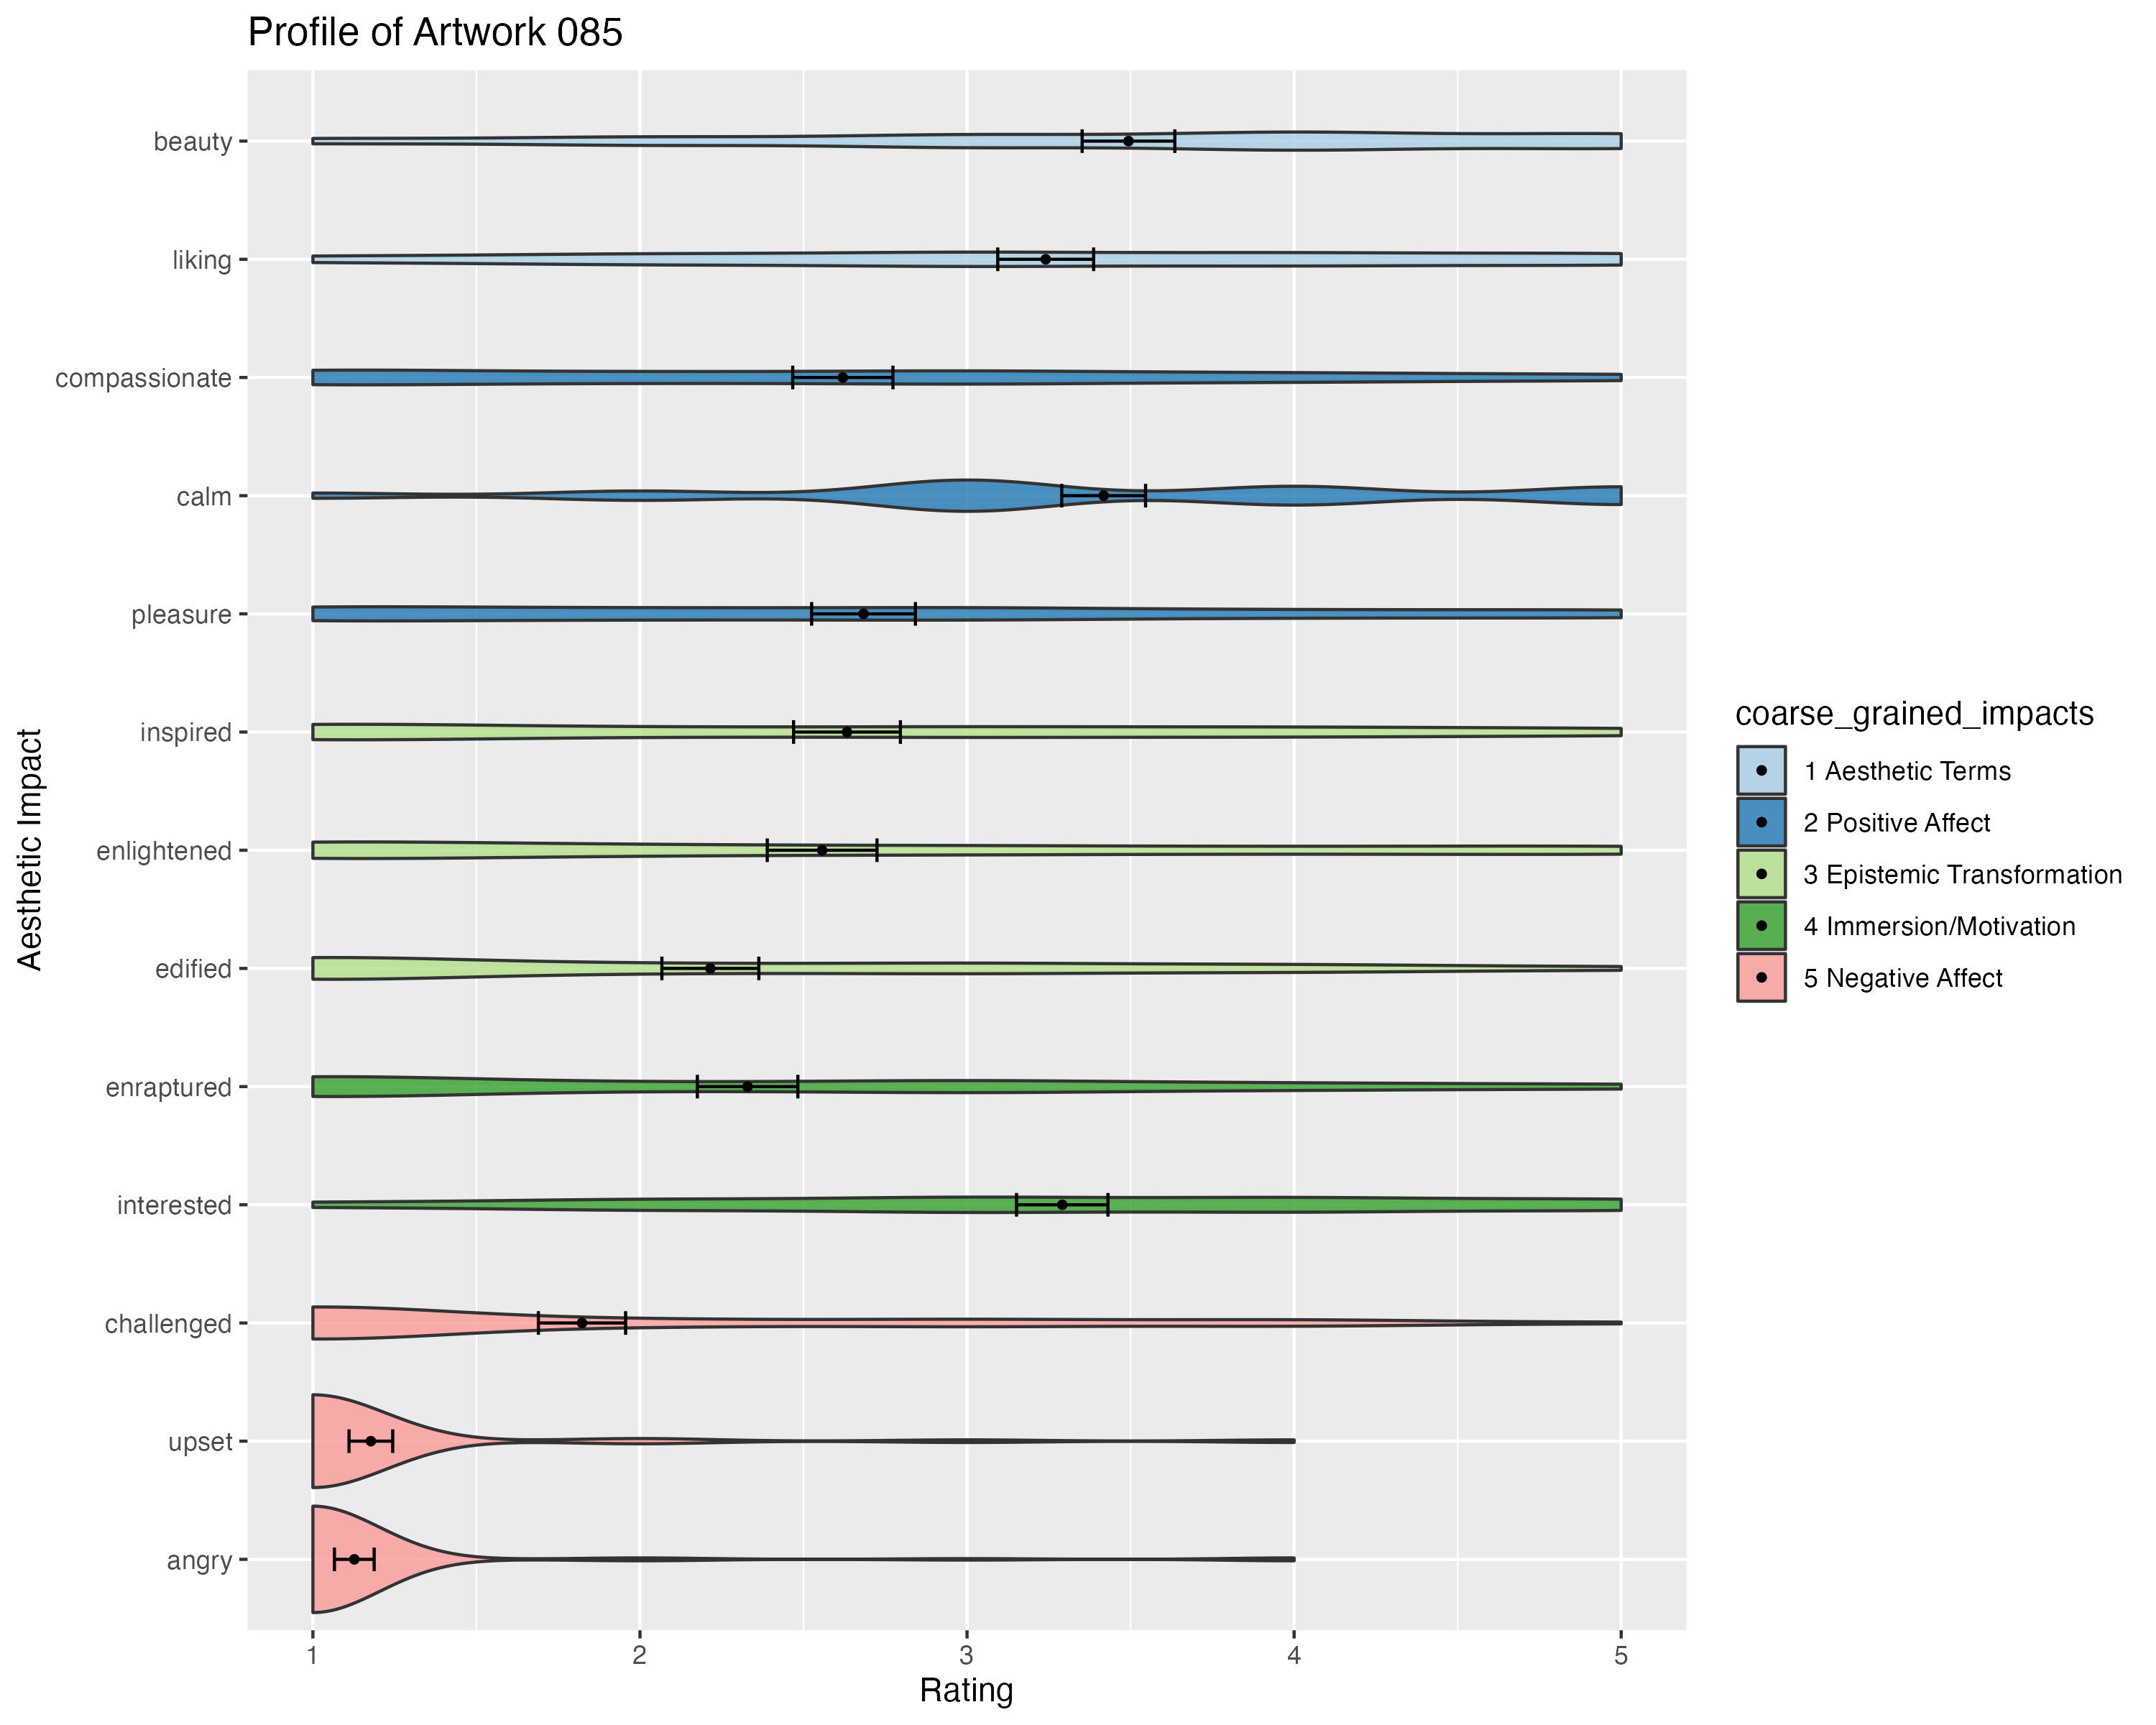 Profile of Artwork 085
Aesthetic Impact
beauty
liking
compassionate
calm
pleasure
inspired
enlightened
edified
enraptured
interested
challenged
upset
angry
1 2 3 4 5
Rating
coarse_grained_impacts
1 Aesthetic Terms
2 Positive Affect
3 Epistemic Transformation
4 Immersion/Motivation
5 Negative Affect